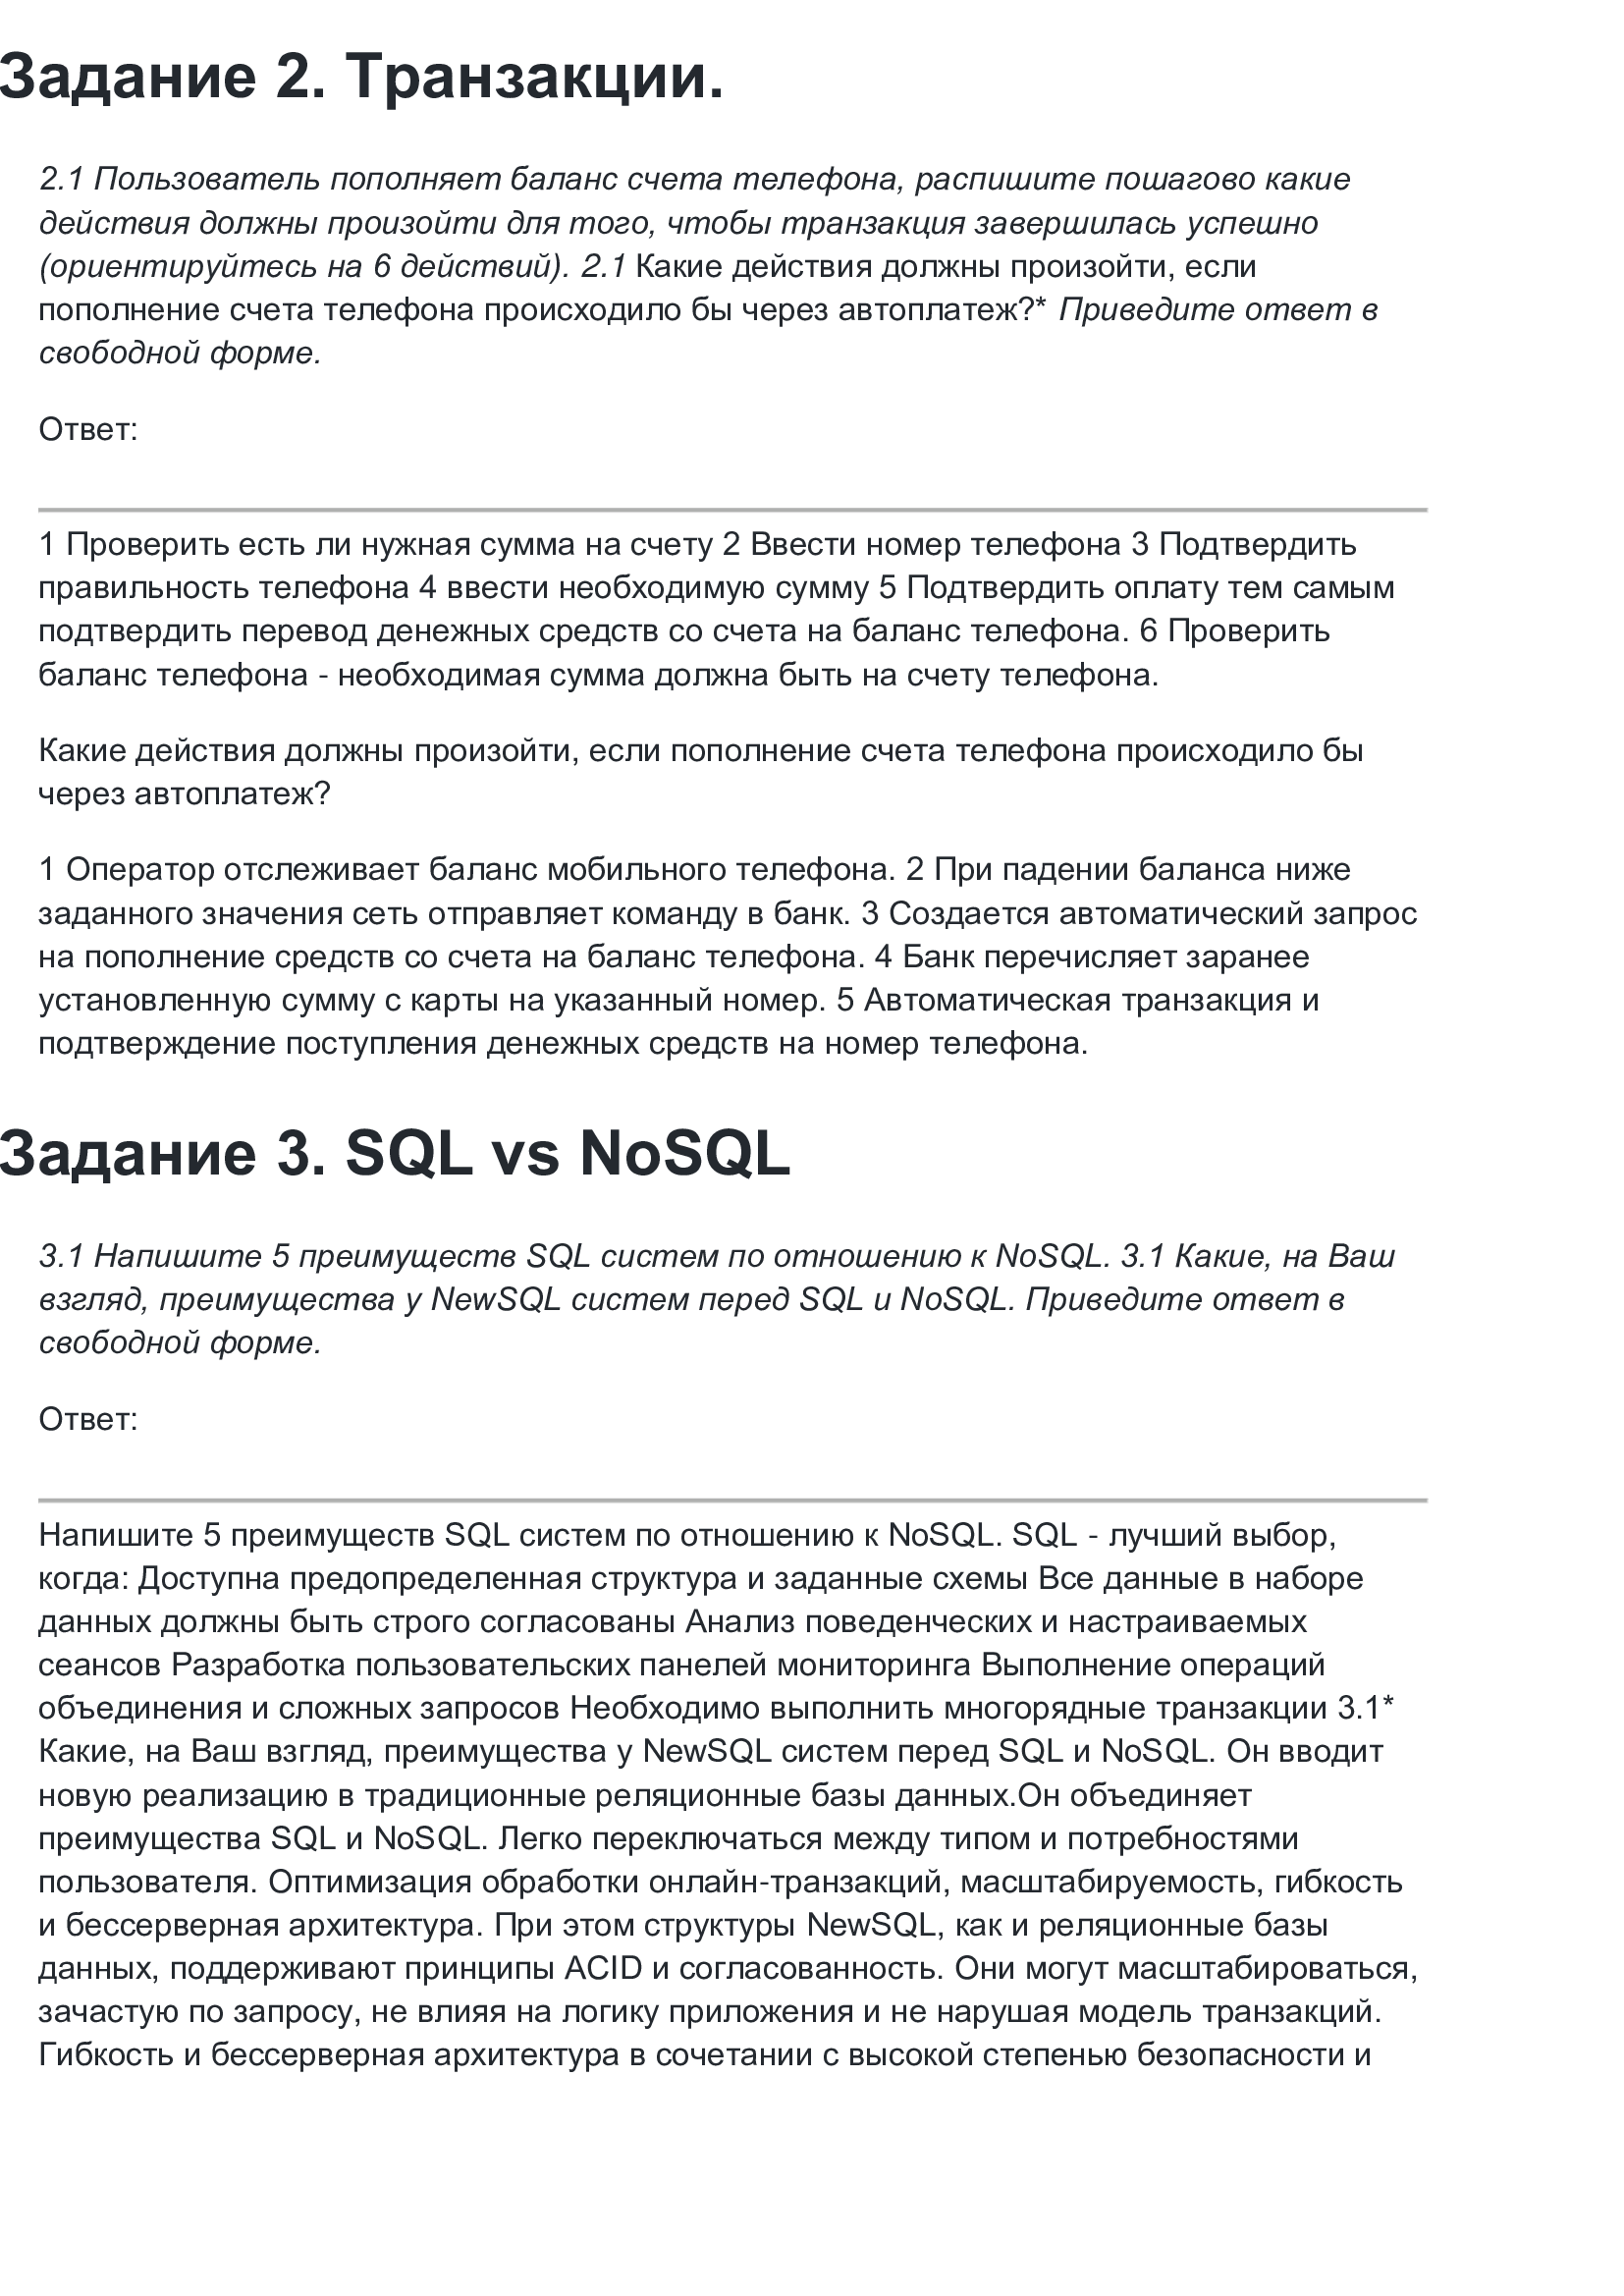 Задание 2. Транзакции.
2.1 Пользователь пополняет баланс счета телефона, распишите пошагово какие
действия должны произойти для того, чтобы транзакция завершилась успешно
(ориентируйтесь на 6 действий). 2.1 Какие действия должны произойти, если
пополнение счета телефона происходило бы через автоплатеж?* Приведите ответ в
свободной форме.
Ответ:
1 Проверить есть ли нужная сумма на счету 2 Ввести номер телефона 3 Подтвердить
правильность телефона 4 ввести необходимую сумму 5 Подтвердить оплату тем самым
подтвердить перевод денежных средств со счета на баланс телефона. 6 Проверить
баланс телефона - необходимая сумма должна быть на счету телефона.
Какие действия должны произойти, если пополнение счета телефона происходило бы
через автоплатеж?
1 Оператор отслеживает баланс мобильного телефона. 2 При падении баланса ниже
заданного значения сеть отправляет команду в банк. 3 Создается автоматический запрос
на пополнение средств со счета на баланс телефона. 4 Банк перечисляет заранее
установленную сумму с карты на указанный номер. 5 Автоматическая транзакция и
подтверждение поступления денежных средств на номер телефона.
Задание 3. SQL vs NoSQL
3.1 Напишите 5 преимуществ SQL систем по отношению к NoSQL. 3.1 Какие, на Ваш
взгляд, преимущества у NewSQL систем перед SQL и NoSQL. Приведите ответ в
свободной форме.
Ответ:
Напишите 5 преимуществ SQL систем по отношению к NoSQL. SQL - лучший выбор,
когда: Доступна предопределенная структура и заданные схемы Все данные в наборе
данных должны быть строго согласованы Анализ поведенческих и настраиваемых
сеансов Разработка пользовательских панелей мониторинга Выполнение операций
объединения и сложных запросов Необходимо выполнить многорядные транзакции 3.1*
Какие, на Ваш взгляд, преимущества у NewSQL систем перед SQL и NoSQL. Он вводит
новую реализацию в традиционные реляционные базы данных.Он объединяет
преимущества SQL и NoSQL. Легко переключаться между типом и потребностями
пользователя. Оптимизация обработки онлайн-транзакций, масштабируемость, гибкость
и бессерверная архитектура. При этом структуры NewSQL, как и реляционные базы
данных, поддерживают принципы ACID и согласованность. Они могут масштабироваться,
зачастую по запросу, не влияя на логику приложения и не нарушая модель транзакций.
Гибкость и бессерверная архитектура в сочетании с высокой степенью безопасности и